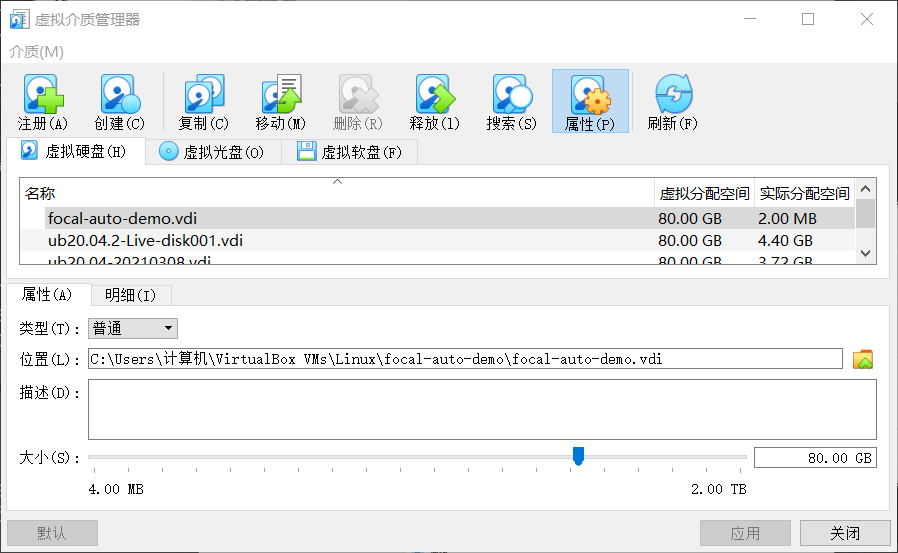 虚拟介质管理器
介质(M)
注册(A) 创建(C) 复制(C) 移动(M) 删除(R) 释放(l) 搜索(S) 属性(P) 刷新(F)
虚拟硬盘(H) 虚拟光盘(O) 虚拟软盘(F)
名称 虚拟分配空间 实际分配空间
focal-auto-demo.vdi 80.00 GB 2.00 MB
ub20.04.2-Live-disk001.vdi 80.00 GB 4.40 GB
ub20.04-20210308.vdi 80.00 GB 3.72 GB
属性(A) 明细(I)
类型(T): 普通
位置(L): C:\Users\计算机\VirtualBox VMs\Linux\focal-auto-demo\focal-auto-demo.vdi
描述(D):
大小(S): 80.00 GB
4.00 MB 2.00 TB
默认 应用 关闭